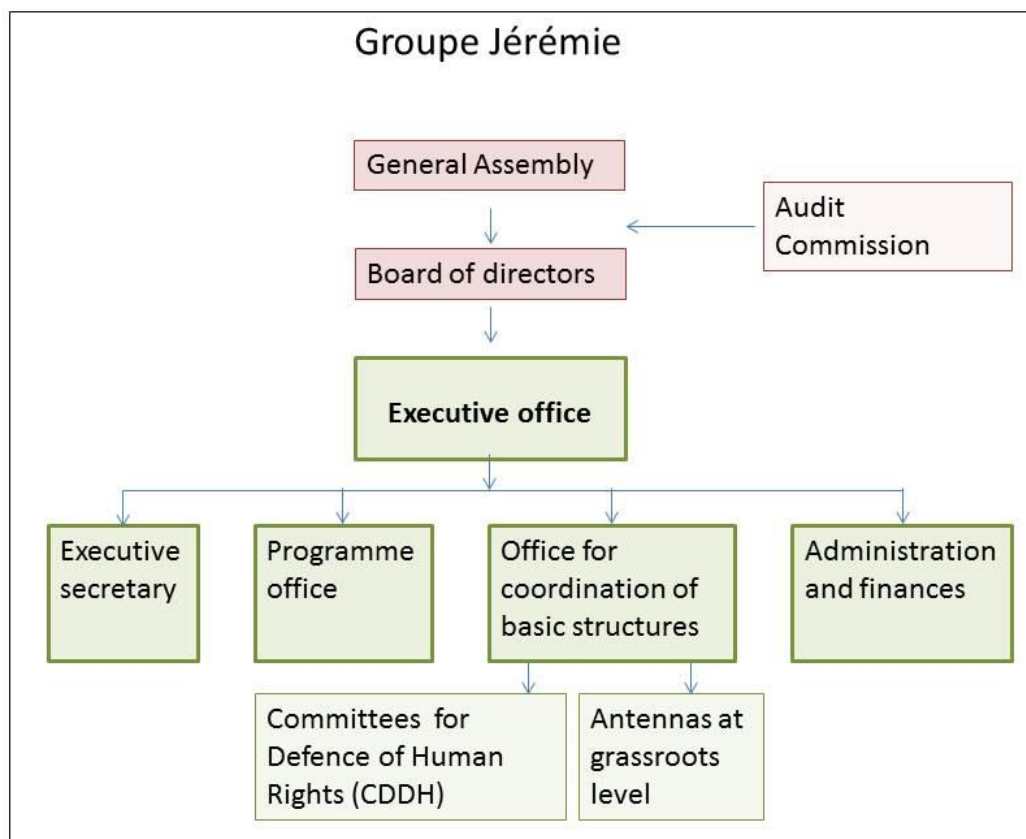 Groupe Jérémie
General Assembly
Audit
Commission
Board of directors
Executive office
Executive
secretary
Programme
office
Office for
coordination of
basic structures
Administration
and finances
Committees for
Defence of Human
Rights (CDDH)
Antennas at
grassroots
level